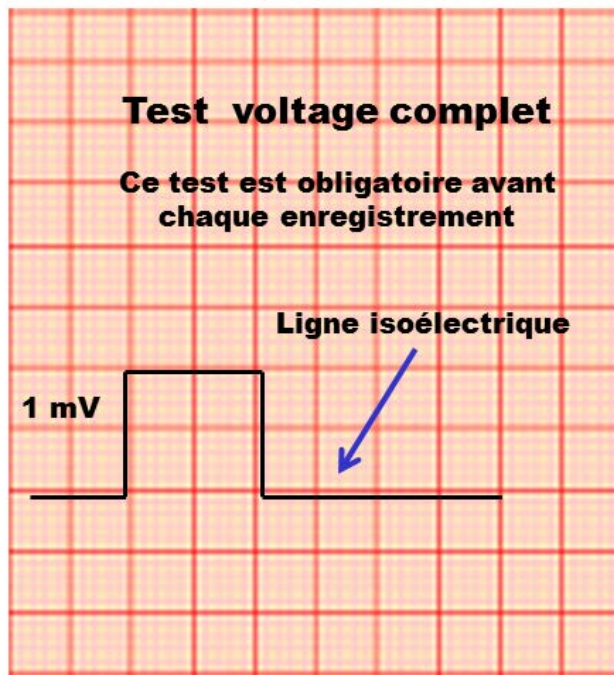 Test voltage complet
Ce test est obligatoire avant
chaque enregistrement
Ligne isoélectrique
1 mV